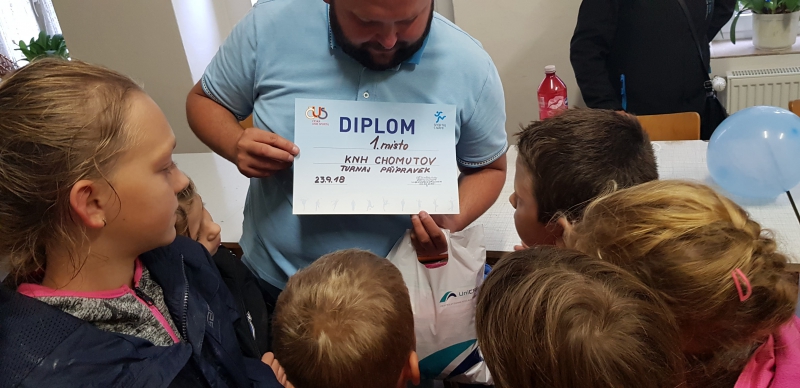 DIPLOM
1. místo
KNH CHOMUTOV
TURNAJ PŘÍPRAVEK
23.9.18